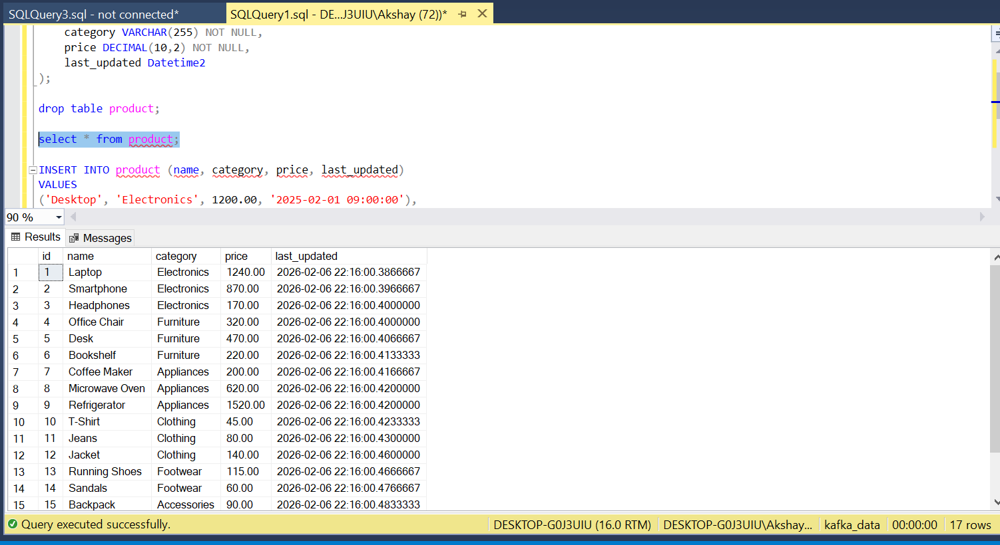 SQLQuery3.sql - not connected* SQLQuery1.sql - DE...J3UIU\Akshay (72))*
category VARCHAR(255) NOT NULL,
price DECIMAL(10,2) NOT NULL,
last_updated Datetime2
);
drop table product;
select * from product;
INSERT INTO product (name, category, price, last_updated)
VALUES
('Desktop', 'Electronics', 1200.00, '2025-02-01 09:00:00'),
90 %
Results Messages
id name category price last_updated
1 1 Laptop Electronics 1240.00 2026-02-06 22:16:00.3866667
2 2 Smartphone Electronics 870.00 2026-02-06 22:16:00.3966667
3 3 Headphones Electronics 170.00 2026-02-06 22:16:00.4000000
4 4 Office Chair Furniture 320.00 2026-02-06 22:16:00.4000000
5 5 Desk Furniture 470.00 2026-02-06 22:16:00.4066667
6 6 Bookshelf Furniture 220.00 2026-02-06 22:16:00.4133333
7 7 Coffee Maker Appliances 200.00 2026-02-06 22:16:00.4166667
8 8 Microwave Oven Appliances 620.00 2026-02-06 22:16:00.4200000
9 9 Refrigerator Appliances 1520.00 2026-02-06 22:16:00.4200000
10 10 T-Shirt Clothing 45.00 2026-02-06 22:16:00.4233333
11 11 Jeans Clothing 80.00 2026-02-06 22:16:00.4300000
12 12 Jacket Clothing 140.00 2026-02-06 22:16:00.4600000
13 13 Running Shoes Footwear 115.00 2026-02-06 22:16:00.4666667
14 14 Sandals Footwear 60.00 2026-02-06 22:16:00.4766667
15 15 Backpack Accessories 90.00 2026-02-06 22:16:00.4833333
Query executed successfully. DESKTOP-G0J3UIU (16.0 RTM) DESKTOP-G0J3UIU\Akshay... kafka_data 00:00:00 17 rows